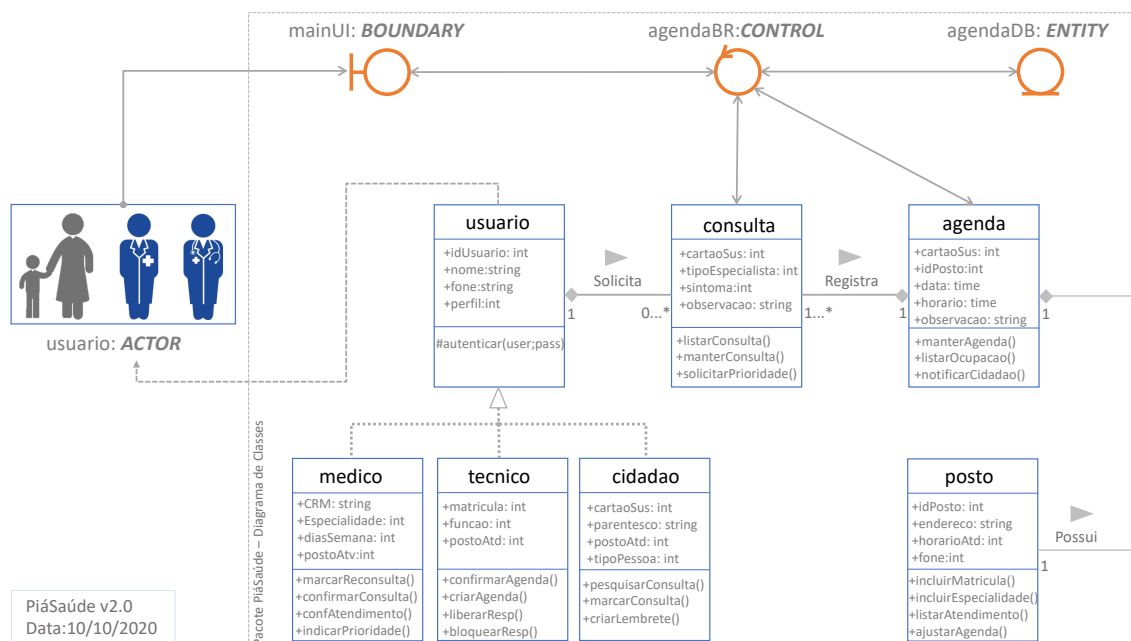 mainUI: BOUNDARY
agendaBR:CONTROL
agendaDB: ENTITY
usuario: ACTOR
usuario
+idUsuario: int
+nome:string
+fone:string
+perfil:int
#autenticar(user;pass)
Solicita
1
0...*
consulta
+cartaoSus: int
+tipoEspecialista: int
+sintoma:int
+observacao: string
+listarConsulta()
+manterConsulta()
+solicitarPrioridade()
Registra
1...*
1
agenda
+cartaoSus: int
+idPosto:int
+data: time
+horario: time
+observacao: string
+manterAgenda()
+listarOcupacao()
+notificarCidadao()
1
Pacote PiáSaúde – Diagrama de Classes
medico
+CRM: string
+Especialidade: int
+diasSemana: int
+postoAtv:int
+marcarReconsulta()
+confirmarConsulta()
+confAtendimento()
+indicarPrioridade()
tecnico
+matricula: int
+funcao: int
+postoAtd: int
+confirmarAgenda()
+criarAgenda()
+liberarResp()
+bloquearResp()
cidadao
+cartaoSus: int
+parentesco: string
+postoAtd: int
+tipoPessoa: int
+pesquisarConsulta()
+marcarConsulta()
+criarLembrete()
posto
+idPosto: int
+endereco: string
+horarioAtd: int
+fone:int
+incluirMatricula()
+incluirEspecialidade()
+listarAtendimento()
+ajustarAgenda()
Possui
1
PiáSaúde v2.0
Data:10/10/2020